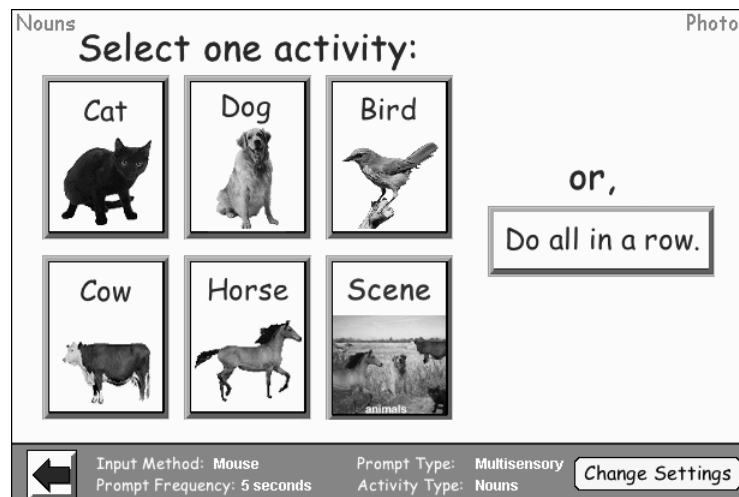 Nouns
Photo
Select one activity:
Cat
Dog
Bird
or,
Do all in a row.
Cow
Horse
Scene
animals
Input Method: Mouse
Prompt Type: Multisensory
Change Settings
Prompt Frequency: 5 seconds
Activity Type: Nouns